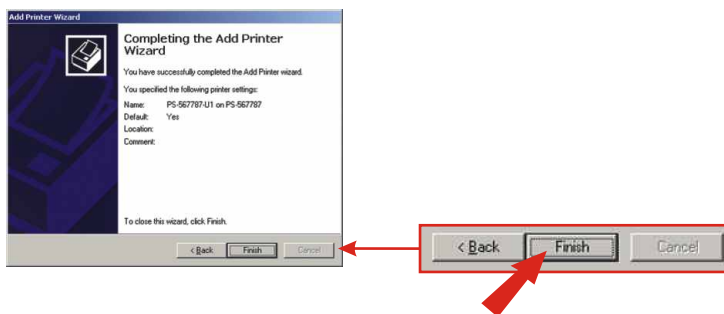 Add Printer Wizard
Completing the Add Printer
Wizard
You have successfully completed the Add Printer wizard.
You specified the following printer settings:
Name: PS-567787-U1 on PS-567787
Default: Yes
Location:
Comment:
To close this wizard, click Finish.
< Back Finish Cancel
< Back Finish Cancel